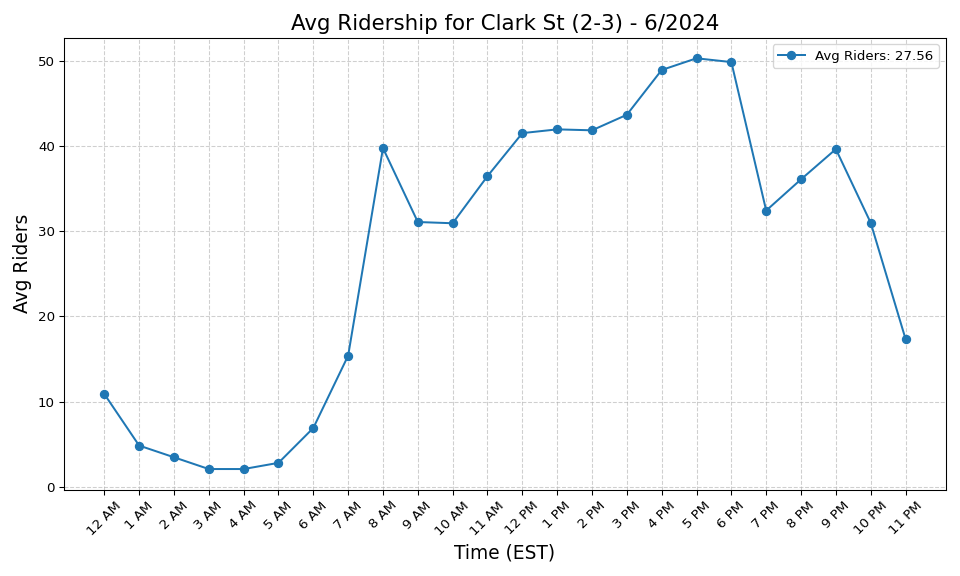 Avg Ridership for Clark St (2-3) - 6/2024
Avg Riders: 27.56
Avg Riders
50
40
30
20
10
0
12 AM 1 AM 2 AM 3 AM 4 AM 5 AM 6 AM 7 AM 8 AM 9 AM 10 AM 11 AM 12 PM 1 PM 2 PM 3 PM 4 PM 5 PM 6 PM 7 PM 8 PM 9 PM 10 PM 11 PM
Time (EST)